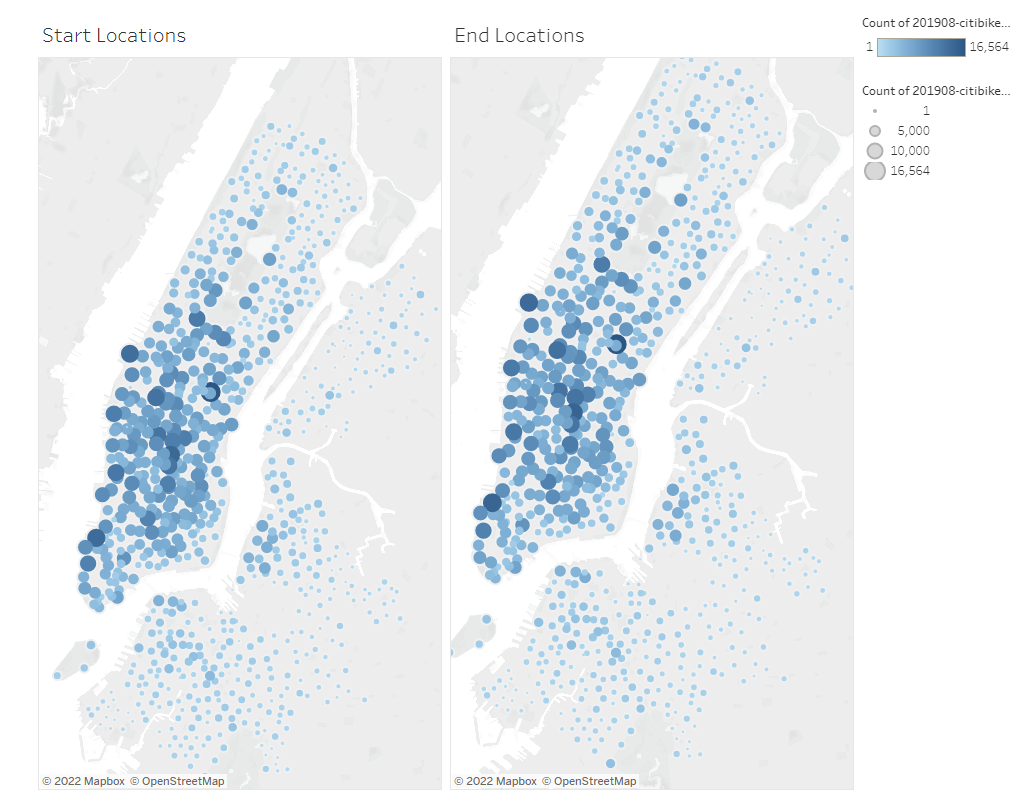 Start Locations
End Locations
Count of 201908-citibike...
1
16,564
Count of 201908-citibike...
1
5,000
10,000
16,564
© 2022 Mapbox © OpenStreetMap
© 2022 Mapbox © OpenStreetMap